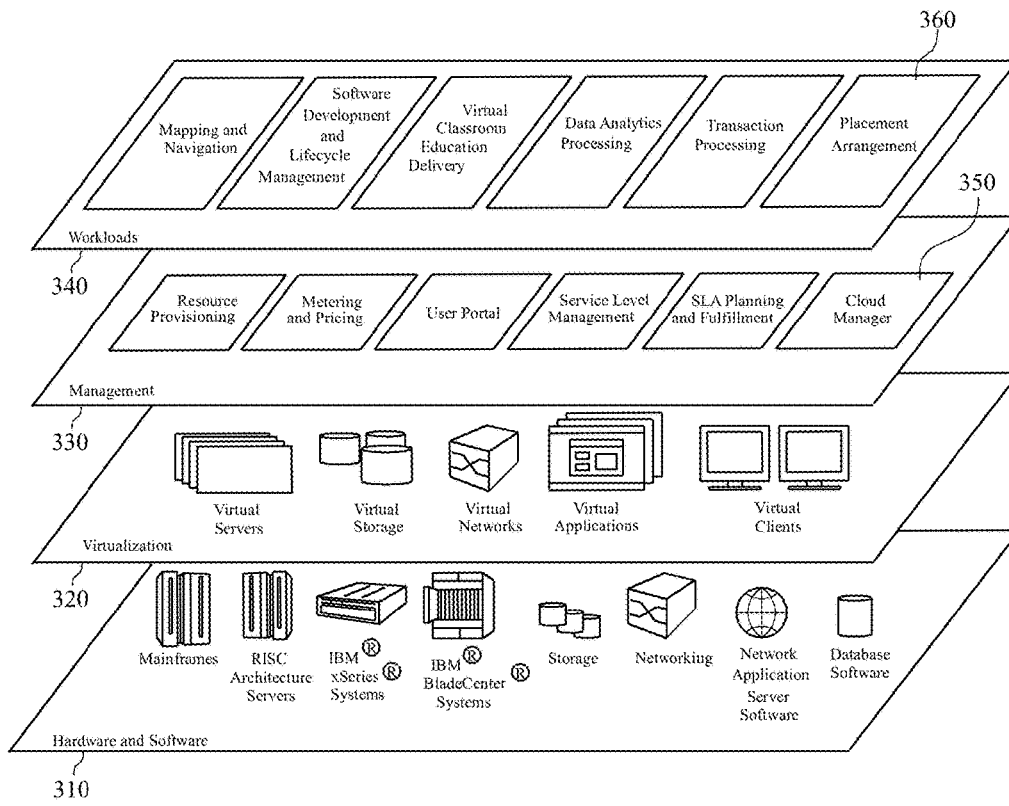 360
Mapping and
Navigation
Software
Development
and
Lifecycle
Management
Virtual
Classroom
Education
Delivery
Data Analytics
Processing
Transaction
Processing
Placement
Arrangement
Workloads
340
350
Resource
Provisioning
Metering
and Pricing
User Portal
Service Level
Management
SLA Planning
and Fulfillment
Cloud
Manager
Management
330
Virtual
Servers
Virtual
Storage
Virtual
Networks
Virtual
Applications
Virtual
Clients
Virtualization
320
Mainframes
RISC
Architecture
Servers
IBM®
xSeries®
Systems
IBM®
BladeCenter®
Systems
Storage
Networking
Network
Application
Server
Software
Database
Software
Hardware and Software
310